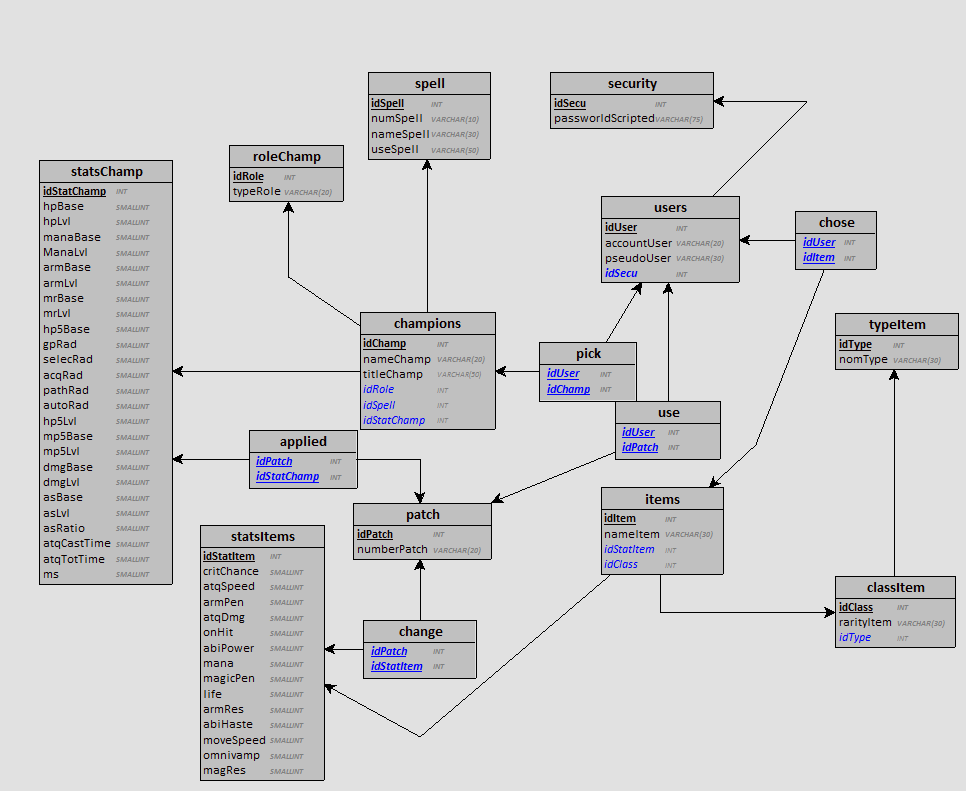 spell
idSpell INT
numSpell VARCHAR(10)
nameSpell VARCHAR(30)
useSpell VARCHAR(50)
security
idSecu INT
passworldScripted VARCHAR(75)
roleChamp
idRole INT
typeRole VARCHAR(20)
statsChamp
idStatChamp INT
hpBase SMALLINT
hpLvl SMALLINT
manaBase SMALLINT
ManaLvl SMALLINT
armBase SMALLINT
armLvl SMALLINT
mrBase SMALLINT
mrLvl SMALLINT
hp5Base SMALLINT
gpRad SMALLINT
selecRad SMALLINT
acqRad SMALLINT
pathRad SMALLINT
autoRad SMALLINT
hp5Lvl SMALLINT
mp5Base SMALLINT
mp5Lvl SMALLINT
dmgBase SMALLINT
dmgLvl SMALLINT
asBase SMALLINT
asLvl SMALLINT
asRatio SMALLINT
atqCastTime SMALLINT
atqTotTime SMALLINT
ms SMALLINT
users
idUser INT
accountUser VARCHAR(20)
pseudoUser VARCHAR(30)
idSecu INT
chose
idUser INT
idItem INT
champions
idChamp INT
nameChamp VARCHAR(20)
titleChamp VARCHAR(50)
idRole INT
idSpell INT
idStatChamp INT
typeItem
idType INT
nomType VARCHAR(30)
pick
idUser INT
idChamp INT
use
idUser INT
idPatch INT
applied
idPatch INT
idStatChamp INT
patch
idPatch INT
numberPatch VARCHAR(20)
items
idItem INT
nameItem VARCHAR(30)
idStatItem INT
idClass INT
statsItems
idStatItem INT
critChance SMALLINT
atqSpeed SMALLINT
armPen SMALLINT
atqDmg SMALLINT
onHit SMALLINT
abiPower SMALLINT
mana SMALLINT
magicPen SMALLINT
life SMALLINT
armRes SMALLINT
abiHaste SMALLINT
moveSpeed SMALLINT
omnivamp SMALLINT
magRes SMALLINT
classItem
idClass INT
rarityItem VARCHAR(30)
idType INT
change
idPatch INT
idStatItem INT